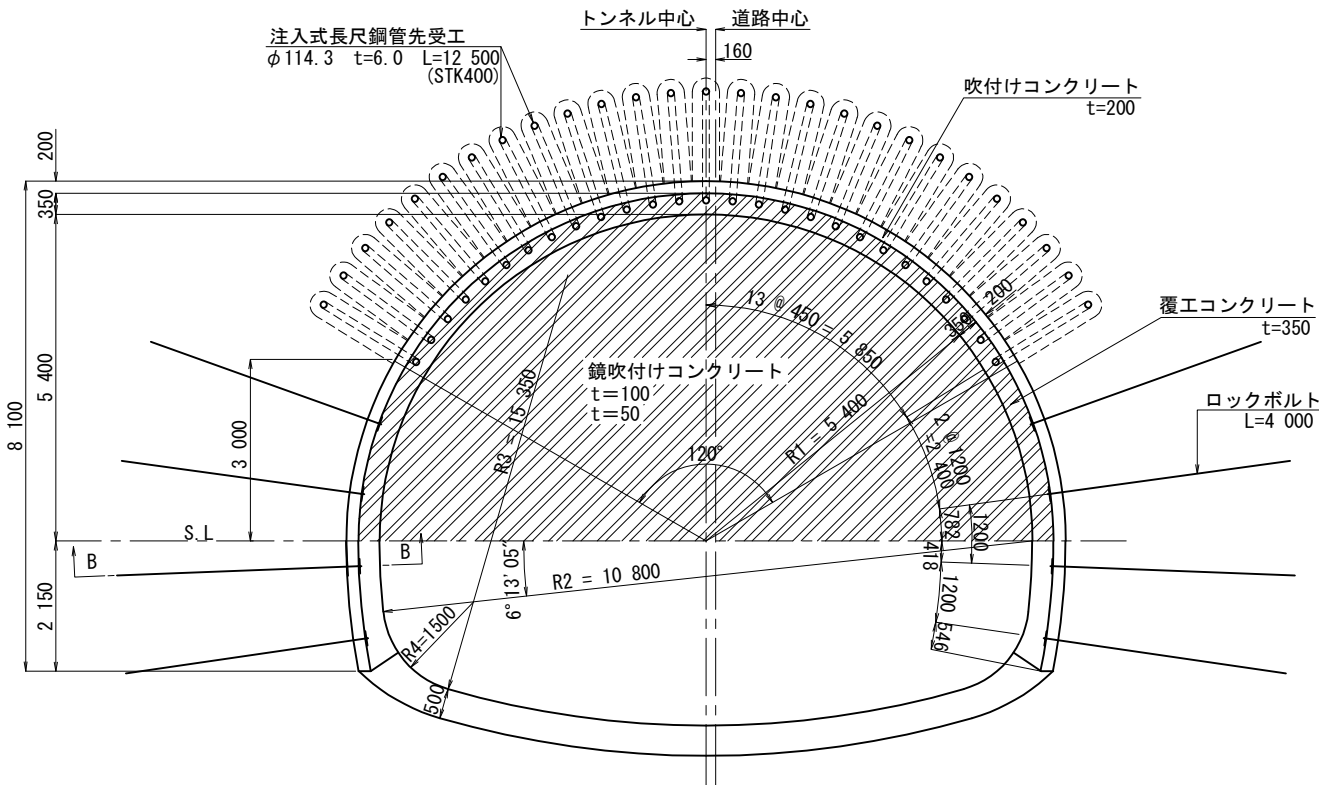 トンネル中心
道路中心
160
注入式長尺鋼管先受工
φ114.3 t=6.0 L=12 500
(STK400)
吹付けコンクリート
t=200
200
350
5 400
8 100
3 000
2 150
13 @ 450 = 5 850
200
350
覆工コンクリート
t=350
鏡吹付けコンクリート
t=100
t=50
R3 = 15 350
R1 = 5 400
120°
2 @ 1200
=2 400
ロックボルト
L=4 000
S.L
B
B
782
1200
418
6° 13′ 05″
R2 = 10 800
1200
546
R4=1500
500